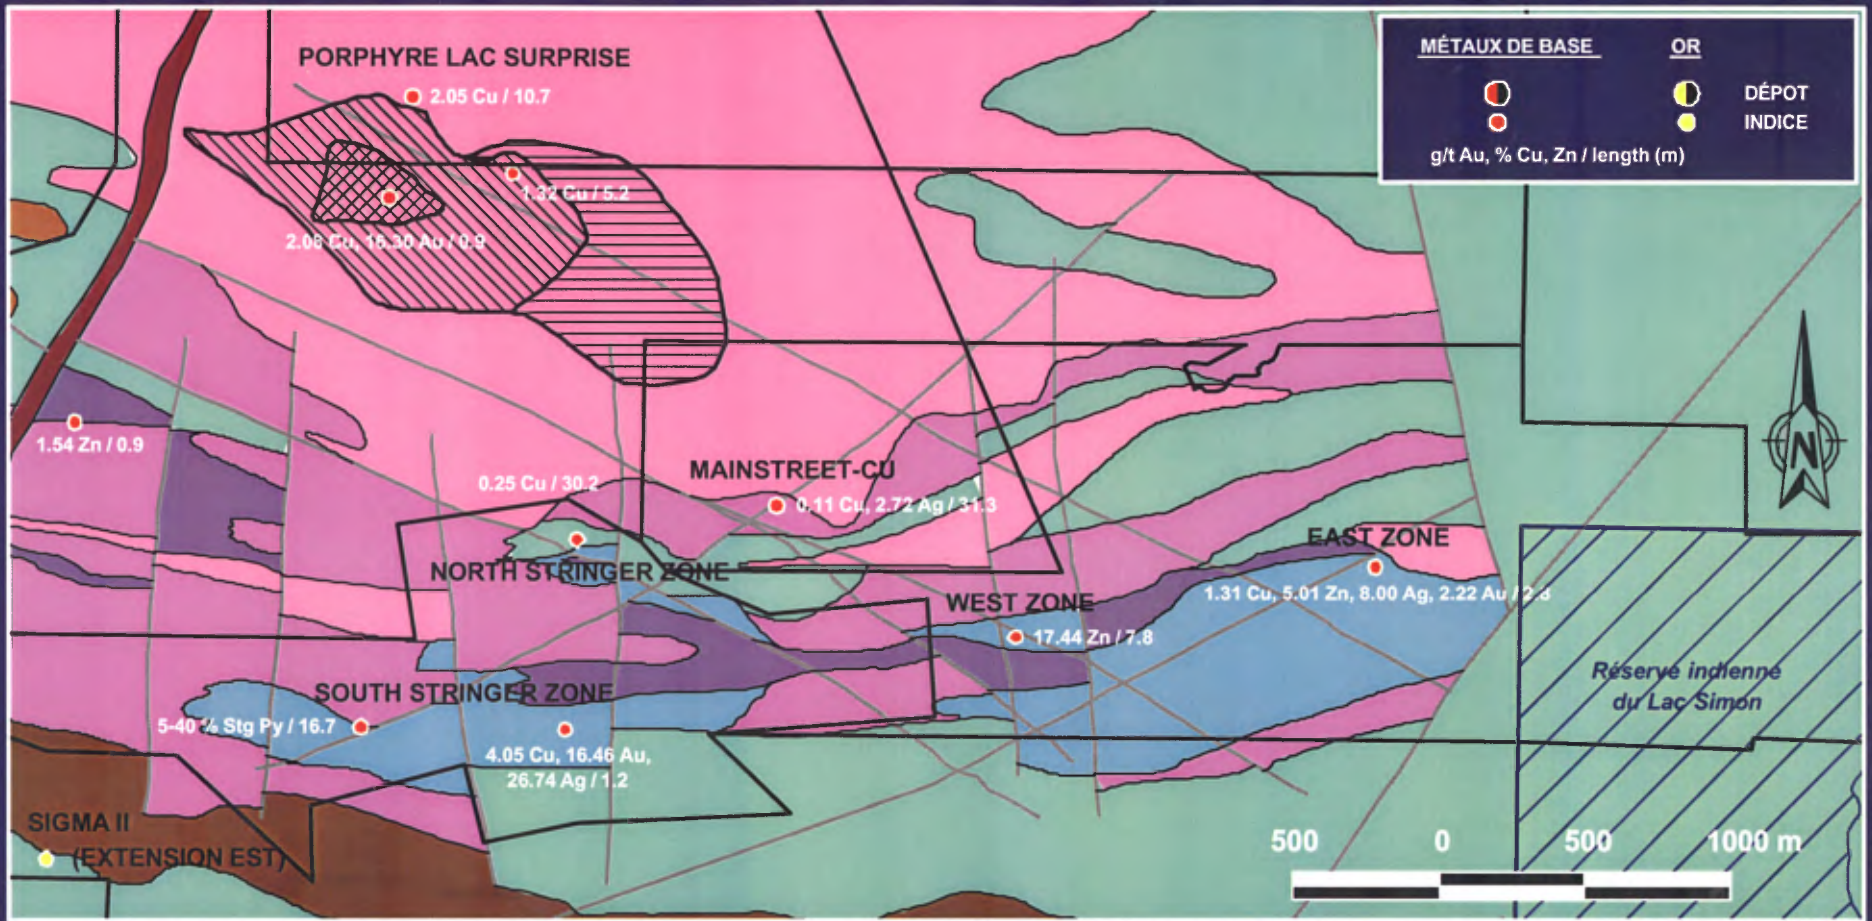 PORPHYRE LAC SURPRISE
2.05 Cu / 10.7
1.32 Cu / 5.2
2.08 Cu, 16.30 Au / 0.9
MÉTAUX DE BASE
OR
DÉPOT
INDICE
g/t Au, % Cu, Zn / length (m)
1.54 Zn / 0.9
0.25 Cu / 30.2
MAINSTREET-CU
0.11 Cu, 2.72 Ag / 31.3
N
NORTH STRINGER ZONE
EAST ZONE
1.31 Cu, 5.01 Zn, 8.00 Ag, 2.22 Au / 2.8
WEST ZONE
17.44 Zn / 7.8
SOUTH STRINGER ZONE
5-40 % Stg Py / 16.7
4.05 Cu, 16.46 Au,
26.74 Ag / 1.2
Réserve indienne
du Lac Simon
SIGMA II
(EXTENSION EST)
500 0 500 1000 m